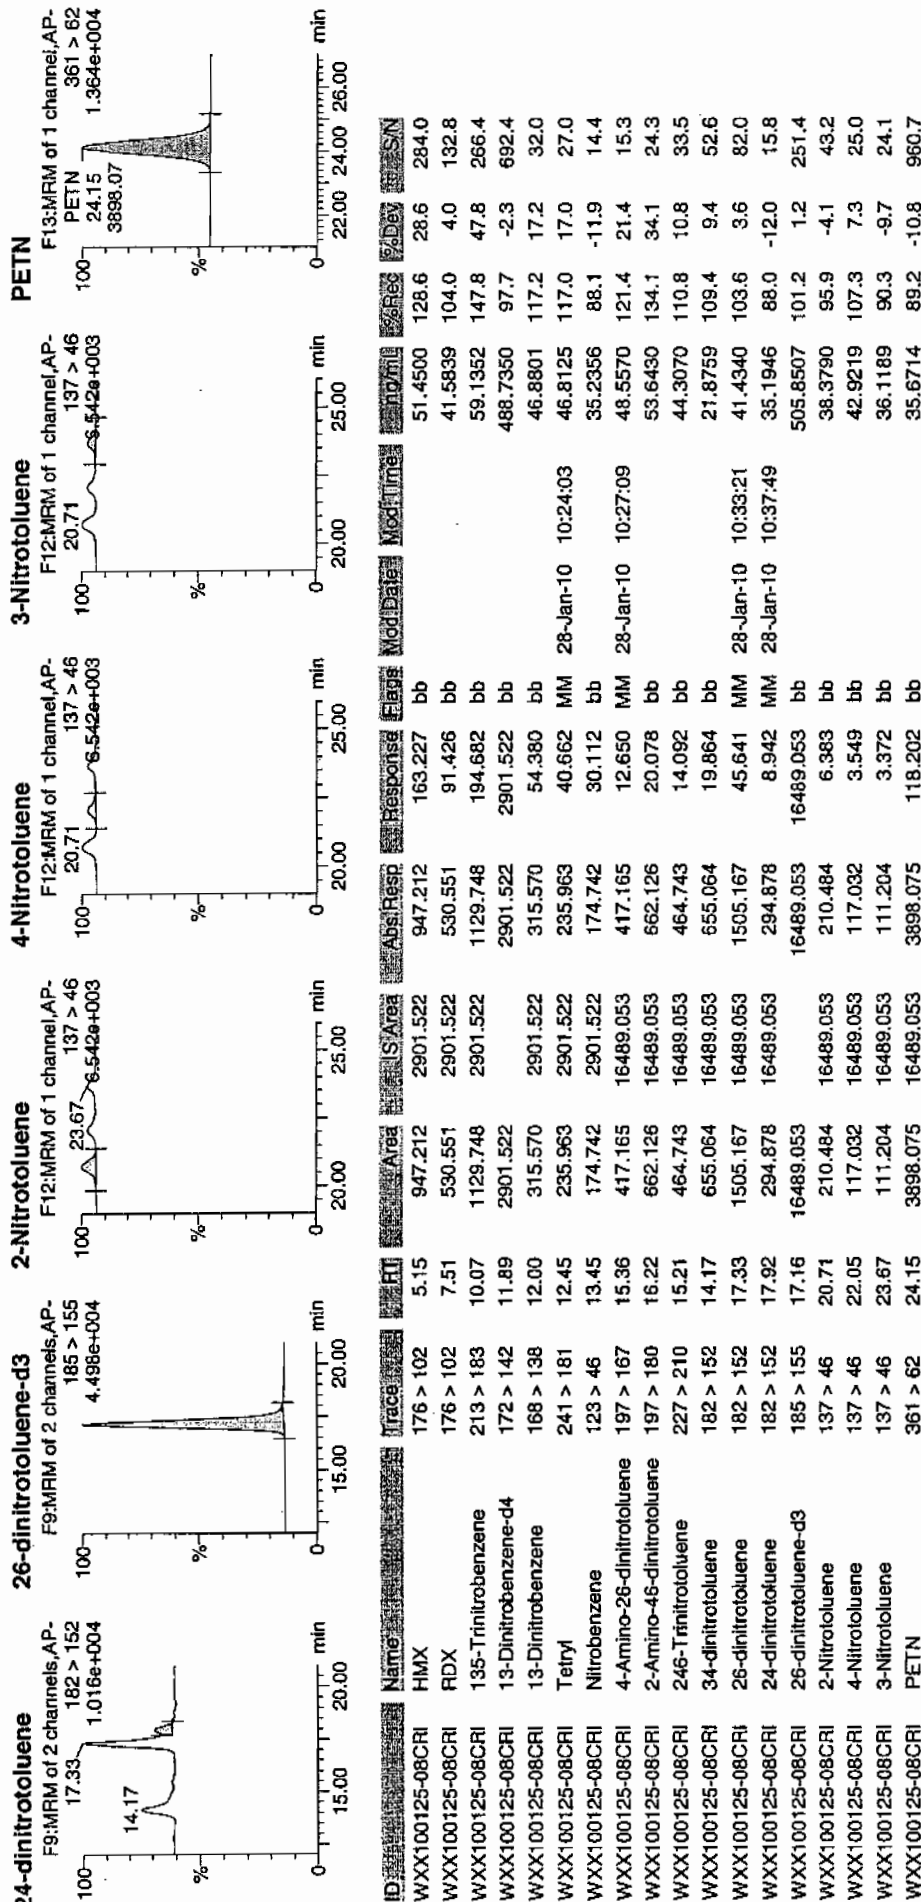 24-dinitrotoluene
F9:MRM of 2 channels,AP-
17.33 182 > 152
1.016e+004
100
14.17
%
0
15.00 20.00 min
26-dinitrotoluene-d3
F9:MRM of 2 channels,AP-
185 > 155
4.498e+004
100
%
0
15.00 20.00 min
2-Nitrotoluene
F12:MRM of 1 channel,AP-
23.67 137 > 46
6.542e+003
100
%
0
20.00 25.00 min
4-Nitrotoluene
F12:MRM of 1 channel,AP-
20.71 137 > 46
6.542e+003
100
%
0
20.00 25.00 min
3-Nitrotoluene
F12:MRM of 1 channel,AP-
20.71 137 > 46
6.542e+003
100
%
0
20.00 25.00 min
PETN
F13:MRM of 1 channel,AP-
PETN 361 > 62
24.15 1.364e+004
3898.07
100
%
0
22.00 24.00 26.00 min
ID Name Trace RT Area IS Area Abs.Resp Response Flags Mod.Date Mod.Time ng/mL %Rec %Dev S/N
WXX100125-08CRI HMX 176 > 102 5.15 947.212 2901.522 947.212 163.227 bb 51.4500 128.6 28.6 284.0
WXX100125-08CRI RDX 176 > 102 7.51 530.551 2901.522 530.551 91.426 bb 41.5839 104.0 4.0 132.8
WXX100125-08CRI 135-Trinitrobenzene 213 > 183 10.07 1129.748 2901.522 1129.748 194.682 bb 59.1352 147.8 47.8 266.4
WXX100125-08CRI 13-Dinitrobenzene-d4 172 > 142 11.89 2901.522 2901.522 2901.522 bb 488.7350 97.7 -2.3 692.4
WXX100125-08CRI 13-Dinitrobenzene 168 > 138 12.00 315.570 2901.522 315.570 54.380 bb 46.8801 117.2 17.2 32.0
WXX100125-08CRI Tetryl 241 > 181 12.45 235.963 2901.522 235.963 40.662 MM 28-Jan-10 10:24:03 46.8125 117.0 17.0 27.0
WXX100125-08CRI Nitrobenzene 123 > 46 13.45 174.742 2901.522 174.742 30.112 bb 35.2356 88.1 -11.9 14.4
WXX100125-08CRI 4-Amino-26-dinitrotoluene 197 > 167 15.36 417.165 16489.053 417.165 12.650 MM 28-Jan-10 10:27:09 48.5570 121.4 21.4 15.3
WXX100125-08CRI 2-Amino-46-dinitrotoluene 197 > 180 16.22 662.126 16489.053 662.126 20.078 bb 53.6430 134.1 34.1 24.3
WXX100125-08CRI 246-Trinitrotoluene 227 > 210 15.21 464.743 16489.053 464.743 14.092 bb 44.3070 110.8 10.8 33.5
WXX100125-08CRI 34-dinitrotoluene 182 > 152 14.17 655.064 16489.053 655.064 19.864 bb 21.8759 109.4 9.4 52.6
WXX100125-08CRI 26-dinitrotoluene 182 > 152 17.33 1505.167 16489.053 1505.167 45.641 MM 28-Jan-10 10:33:21 41.4340 103.6 3.6 82.0
WXX100125-08CRI 24-dinitrotoluene 182 > 152 17.92 294.878 16489.053 294.878 8.942 MM 28-Jan-10 10:37:49 35.1946 88.0 -12.0 15.8
WXX100125-08CRI 26-dinitrotoluene-d3 185 > 155 17.16 16489.053 16489.053 16489.053 bb 505.8507 101.2 1.2 251.4
WXX100125-08CRI 2-Nitrotoluene 137 > 46 20.71 210.484 16489.053 210.484 6.383 bb 38.3790 95.9 -4.1 43.2
WXX100125-08CRI 4-Nitrotoluene 137 > 46 22.05 117.032 16489.053 117.032 3.549 bb 42.9219 107.3 7.3 25.0
WXX100125-08CRI 3-Nitrotoluene 137 > 46 23.67 111.204 16489.053 111.204 3.372 bb 36.1189 90.3 -9.7 24.1
WXX100125-08CRI PETN 361 > 62 24.15 3898.075 16489.053 3898.075 118.202 bb 35.6714 89.2 -10.8 980.7